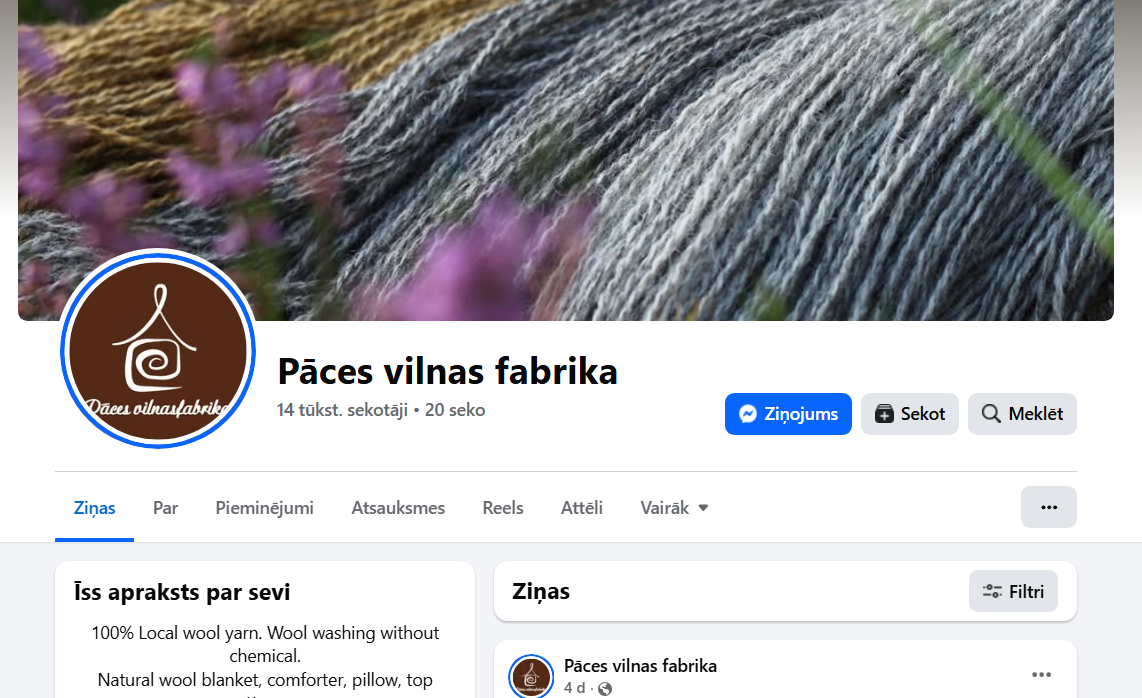 Pāces vilnasfabrika
Pāces vilnas fabrika
14 tūkst. sekotāji • 20 seko
Ziņojums
Sekot
Meklēt
Ziņas
Par
Pieminējumi
Atsauksmes
Reels
Attēli
Vairāk
Īss apraksts par sevi
100% Local wool yarn. Wool washing without
chemical.
Natural wool blanket, comforter, pillow, top
Ziņas
Filtri
Pāces vilnas fabrika
4 d ·